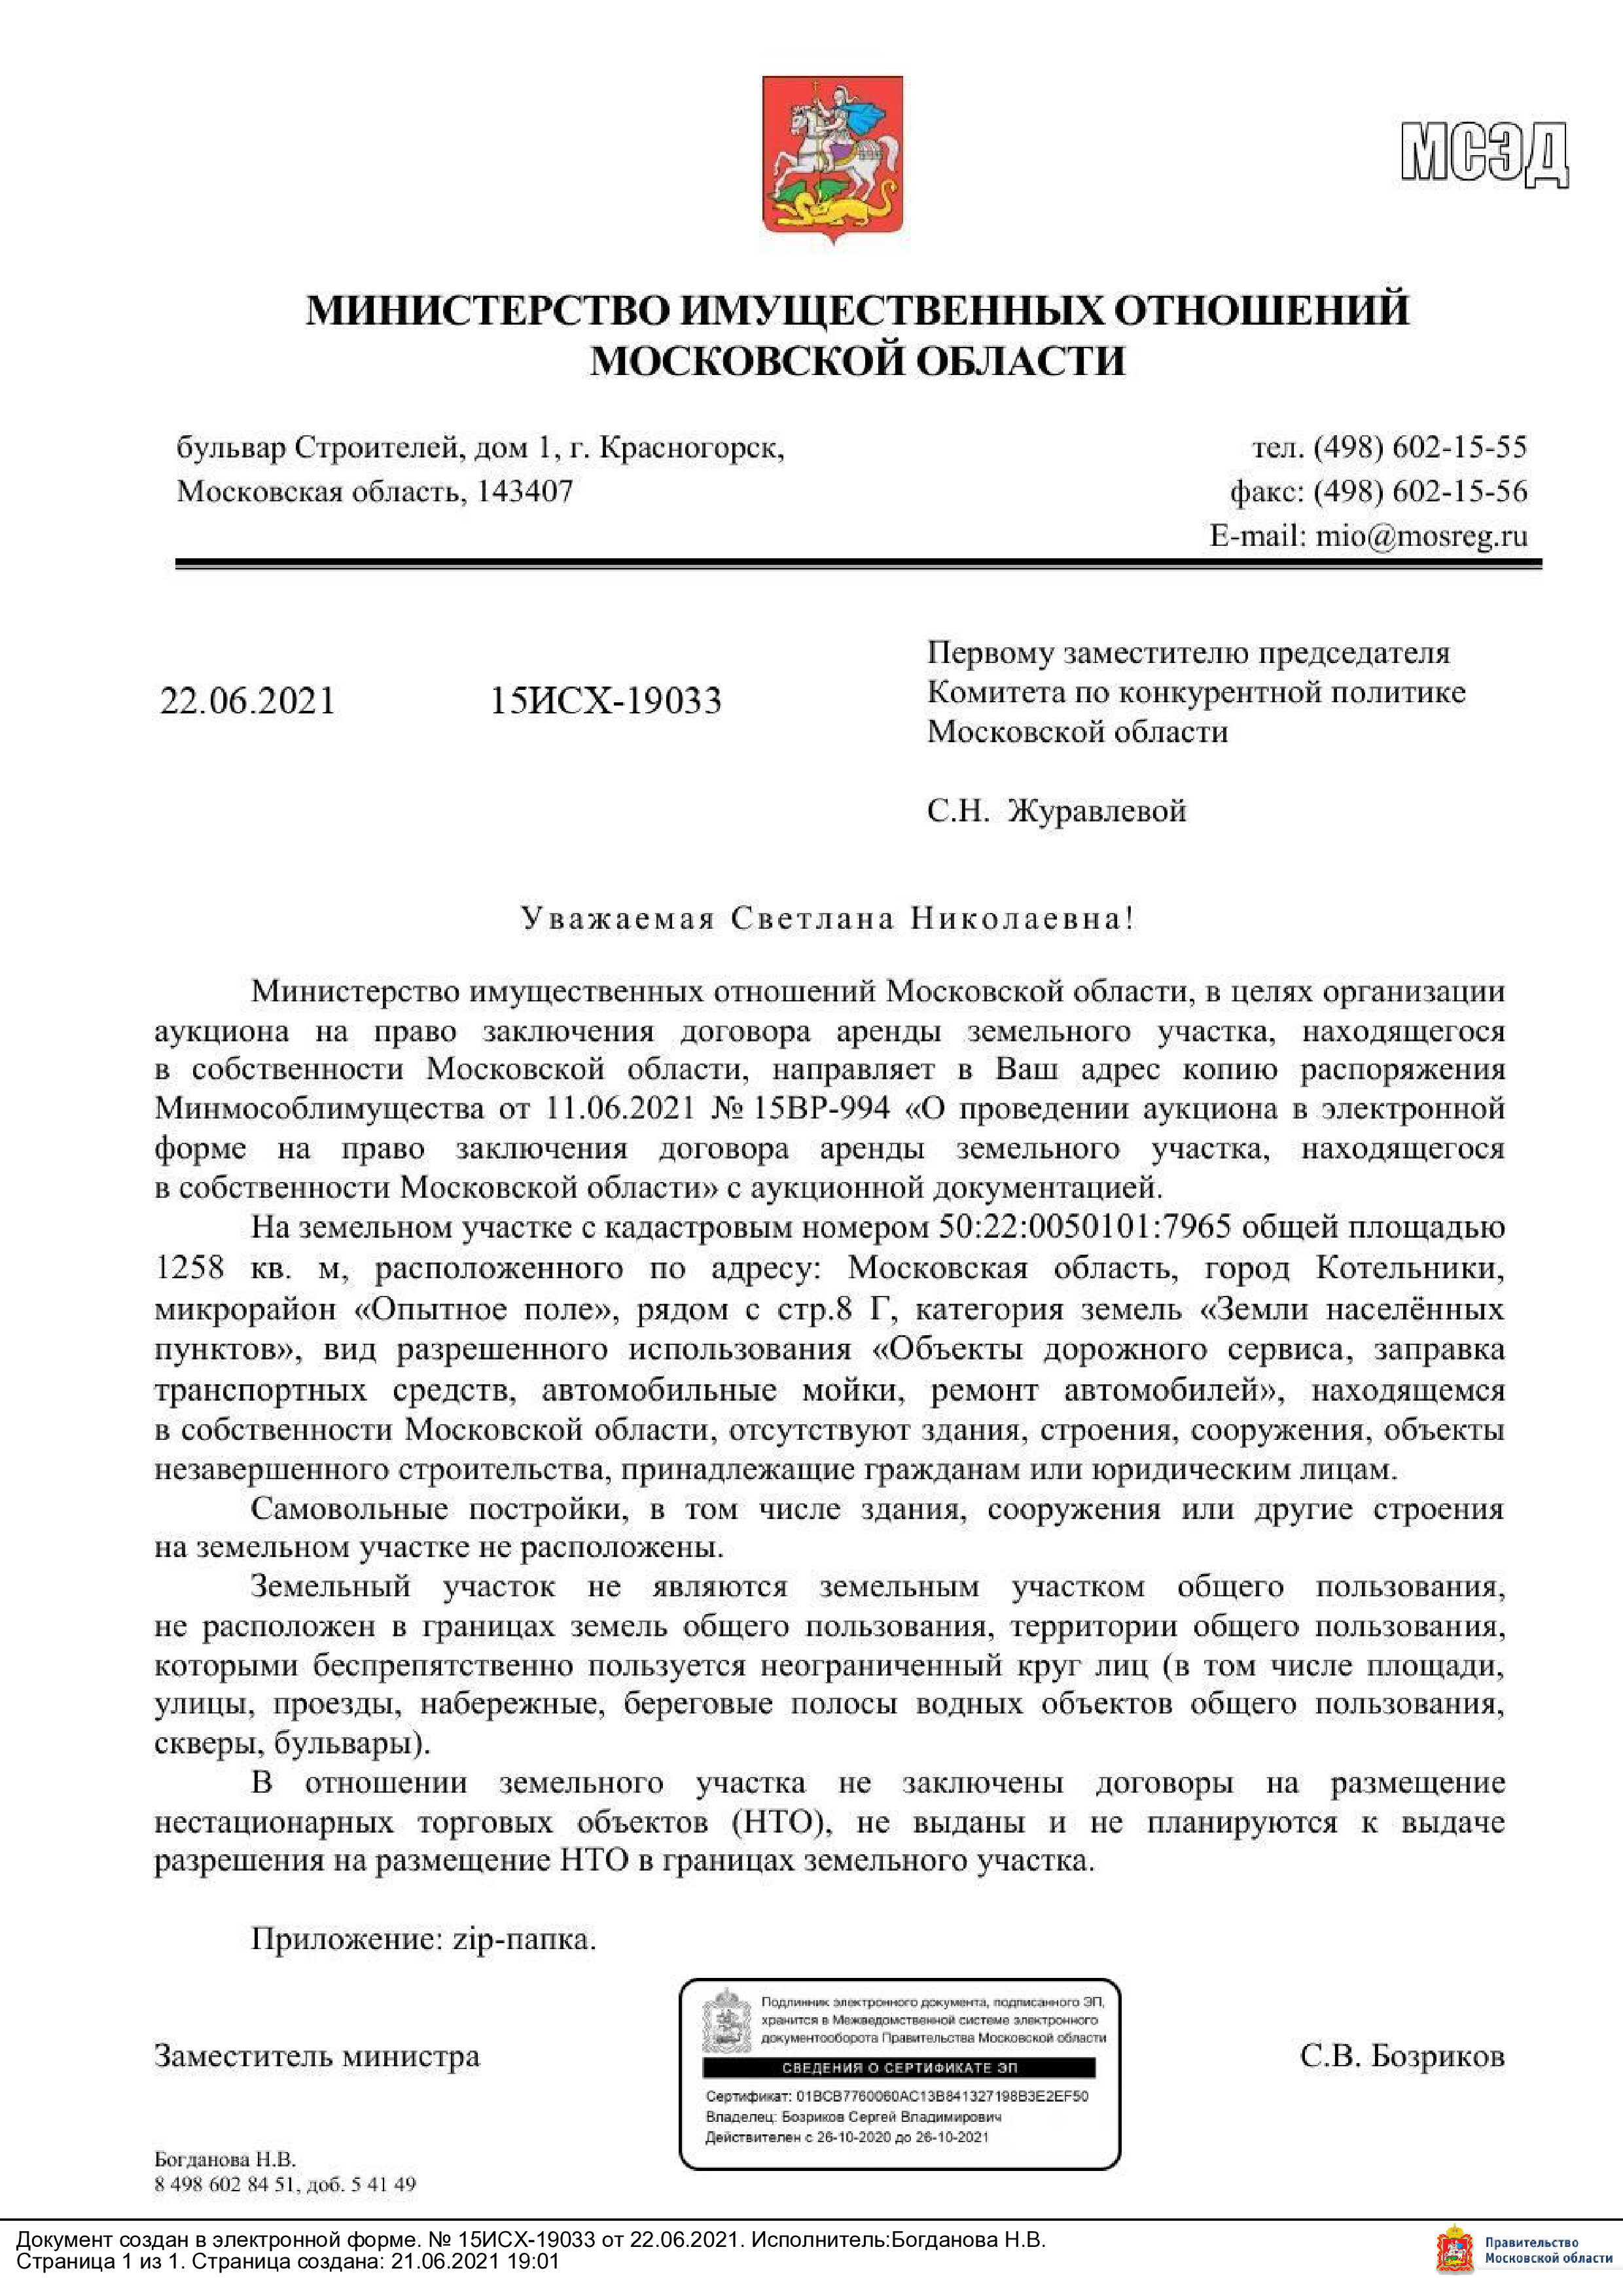 МСЭД
МИНИСТЕРСТВО ИМУЩЕСТВЕННЫХ ОТНОШЕНИЙ
МОСКОВСКОЙ ОБЛАСТИ
бульвар Строителей, дом 1, г. Красногорск,
Московская область, 143407
тел. (498) 602-15-55
факс: (498) 602-15-56
E-mail: mio@mosreg.ru
22.06.2021 15ИСХ-19033
Первому заместителю председателя
Комитета по конкурентной политике
Московской области
С.Н. Журавлевой
Уважаемая Светлана Николаевна!
Министерство имущественных отношений Московской области, в целях организации
аукциона на право заключения договора аренды земельного участка, находящегося
в собственности Московской области, направляет в Ваш адрес копию распоряжения
Минмособлимущества от 11.06.2021 № 15ВР-994 «О проведении аукциона в электронной
форме на право заключения договора аренды земельного участка, находящегося
в собственности Московской области» с аукционной документацией.
На земельном участке с кадастровым номером 50:22:0050101:7965 общей площадью
1258 кв. м, расположенного по адресу: Московская область, город Котельники,
микрорайон «Опытное поле», рядом с стр.8 Г, категория земель «Земли населённых
пунктов», вид разрешенного использования «Объекты дорожного сервиса, заправка
транспортных средств, автомобильные мойки, ремонт автомобилей», находящемся
в собственности Московской области, отсутствуют здания, строения, сооружения, объекты
незавершенного строительства, принадлежащие гражданам или юридическим лицам.
Самовольные постройки, в том числе здания, сооружения или другие строения
на земельном участке не расположены.
Земельный участок не являются земельным участком общего пользования,
не расположен в границах земель общего пользования, территории общего пользования,
которыми беспрепятственно пользуется неограниченный круг лиц (в том числе площади,
улицы, проезды, набережные, береговые полосы водных объектов общего пользования,
скверы, бульвары).
В отношении земельного участка не заключены договоры на размещение
нестационарных торговых объектов (НТО), не выданы и не планируются к выдаче
разрешения на размещение НТО в границах земельного участка.
Приложение: zip-папка.
Заместитель министра
Подлинник электронного документа, подписанного ЭП,
хранится в Межведомственной системе электронного
документооборота Правительства Московской области
СВЕДЕНИЯ О СЕРТИФИКАТЕ ЭП
Сертификат: 01BCB7760060AC13B841327198B3E2EF50
Владелец: Бозриков Сергей Владимирович
Действителен с 26-10-2020 до 26-10-2021
С.В. Бозриков
Богданова Н.В.
8 498 602 84 51, доб. 5 41 49
Документ создан в электронной форме. № 15ИСХ-19033 от 22.06.2021. Исполнитель:Богданова Н.В.
Страница 1 из 1. Страница создана: 21.06.2021 19:01
Правительство
Московской области